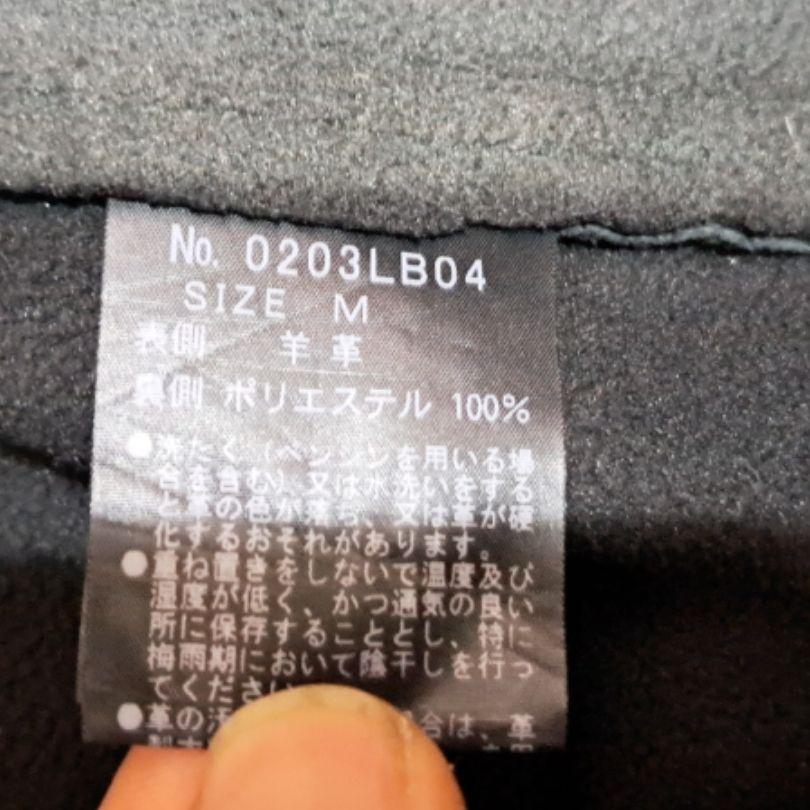 No. 0203LB04
SIZE M
表側 羊革
裏側 ポリエステル 100%
●洗たく(ベンジンを用いる場
合を含む)、又は水洗いをする
と革の色が落ち、又は革が硬
化するおそれがあります。
●重ね置きをしないで温度及び
湿度が低く、かつ通気の良い
所に保存することとし、特に
梅雨期において陰干しを行っ
てください
●革の汚 合は、革